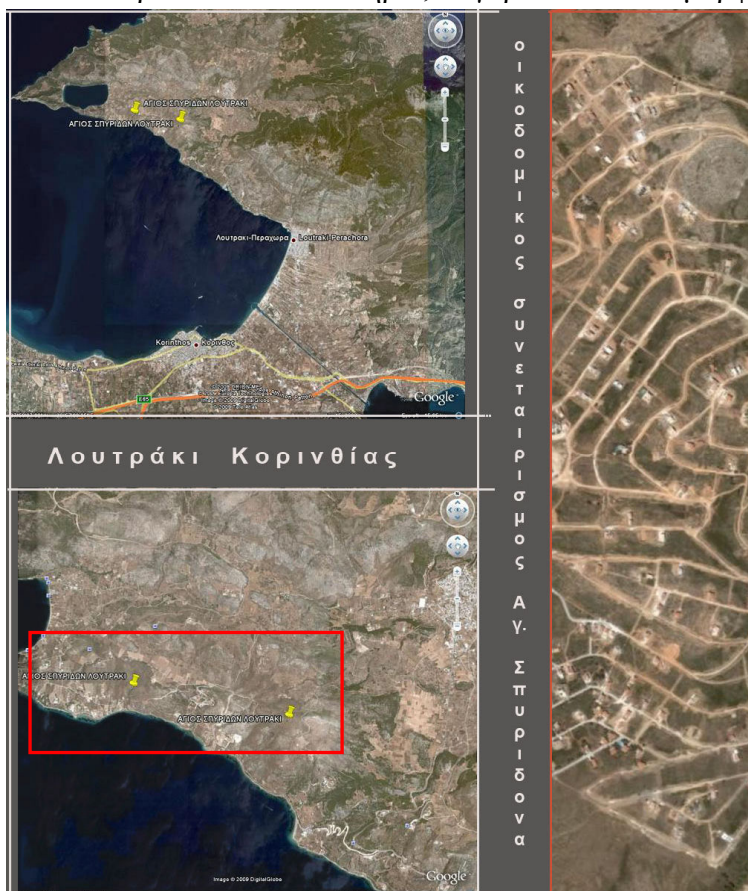 ΑΓΙΟΣ ΣΠΥΡΙΔΩΝ ΛΟΥΤΡΑΚΙ
ΑΓΙΟΣ ΣΠΥΡΙΔΩΝ ΛΟΥΤΡΑΚΙ
Λουτρακι-Περαχωρα Loutraki-Perachora
Korinthos Κόρινθος
E65
Google
Λουτράκι Κορινθίας
ΑΓΙΟΣ ΣΠΥΡΙΔΩΝ ΛΟΥΤΡΑΚΙ
ΑΓΙΟΣ ΣΠΥΡΙΔΩΝ ΛΟΥΤΡΑΚΙ
Image © 2009 DigitalGlobe
Google
οικοδομικος συνεταιρισμος Αγ. Σπυριδονα